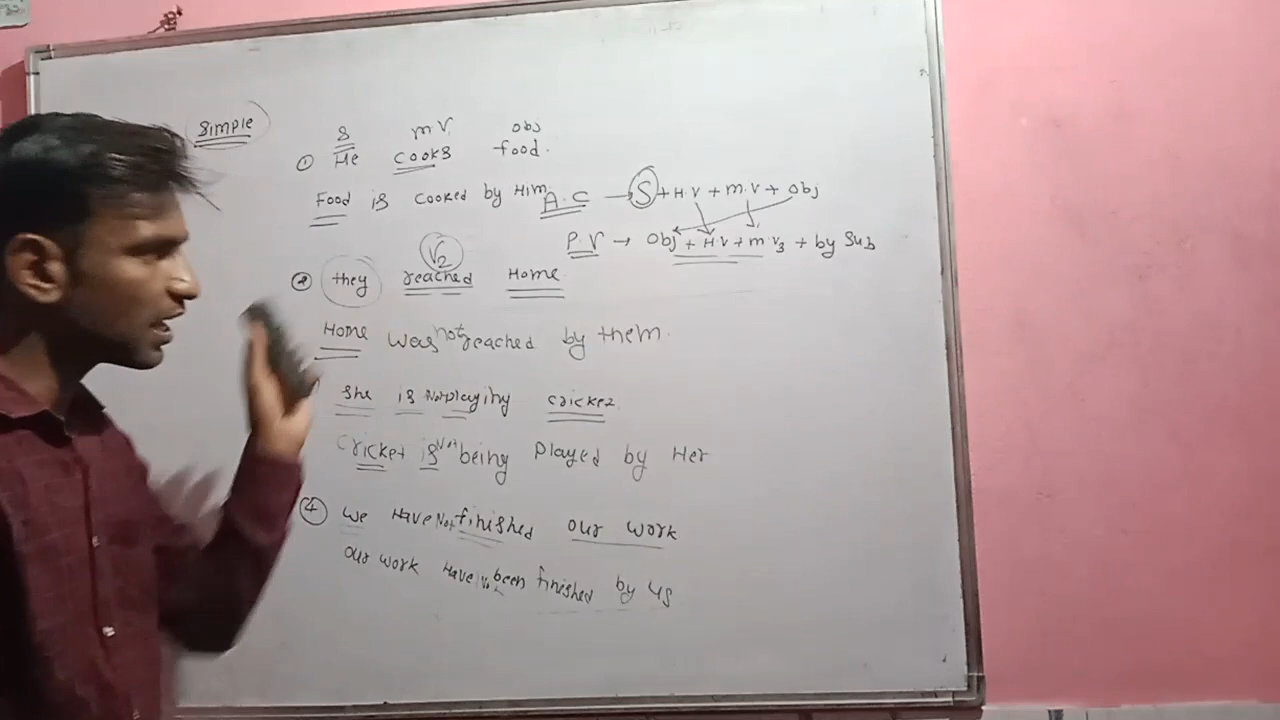 Simple
S M V. Obj
① He Cooks food.
Food is Cooked by Him.
A.C → S + H.V + M.V + Obj
P.V → Obj + H.V + M.V3 + by Sub
V2
② they reached Home.
Home was not reached by them.
She is Not playing cricket.
Cricket is Not being played by Her
④ We Have Not finished our work
our work Have Not been finished by us